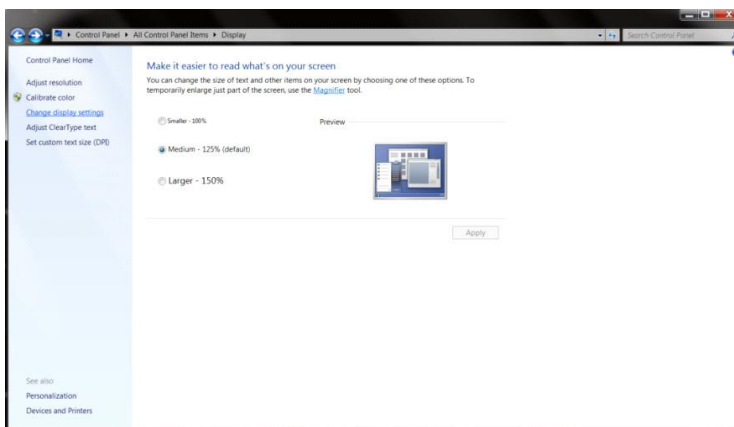 Control Panel ▸ All Control Panel Items ▸ Display
Search Control Panel
Control Panel Home
Adjust resolution
Calibrate color
Change display settings
Adjust ClearType text
Set custom text size (DPI)
Make it easier to read what's on your screen
You can change the size of text and other items on your screen by choosing one of these options. To
temporarily enlarge just part of the screen, use the Magnifier tool.
Smaller - 100%
Preview
Medium - 125% (default)
Larger - 150%
Apply
See also
Personalization
Devices and Printers